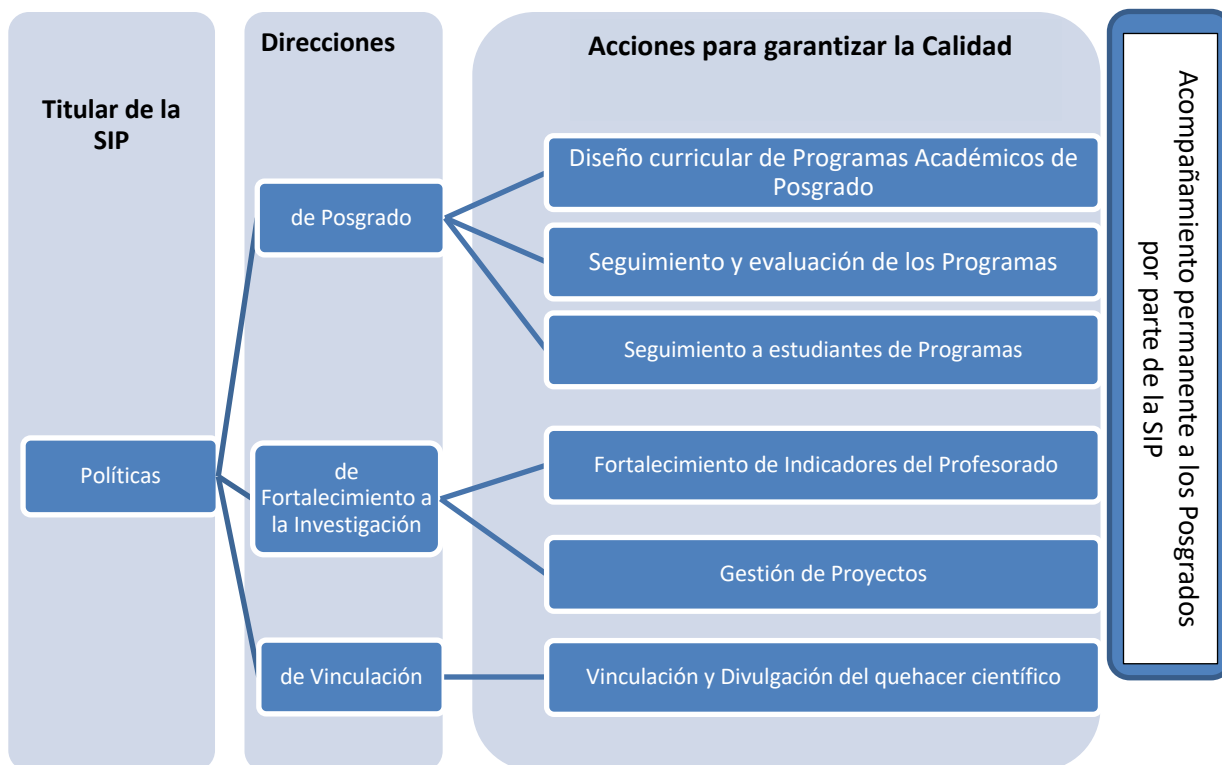 Titular de la
SIP
Políticas
Direcciones
de Posgrado
de
Fortalecimiento a
la Investigación
de Vinculación
Acciones para garantizar la Calidad
Diseño curricular de Programas Académicos de
Posgrado
Seguimiento y evaluación de los Programas
Seguimiento a estudiantes de Programas
Fortalecimiento de Indicadores del Profesorado
Gestión de Proyectos
Vinculación y Divulgación del quehacer científico
Acompañamiento permanente a los Posgrados
por parte de la SIP